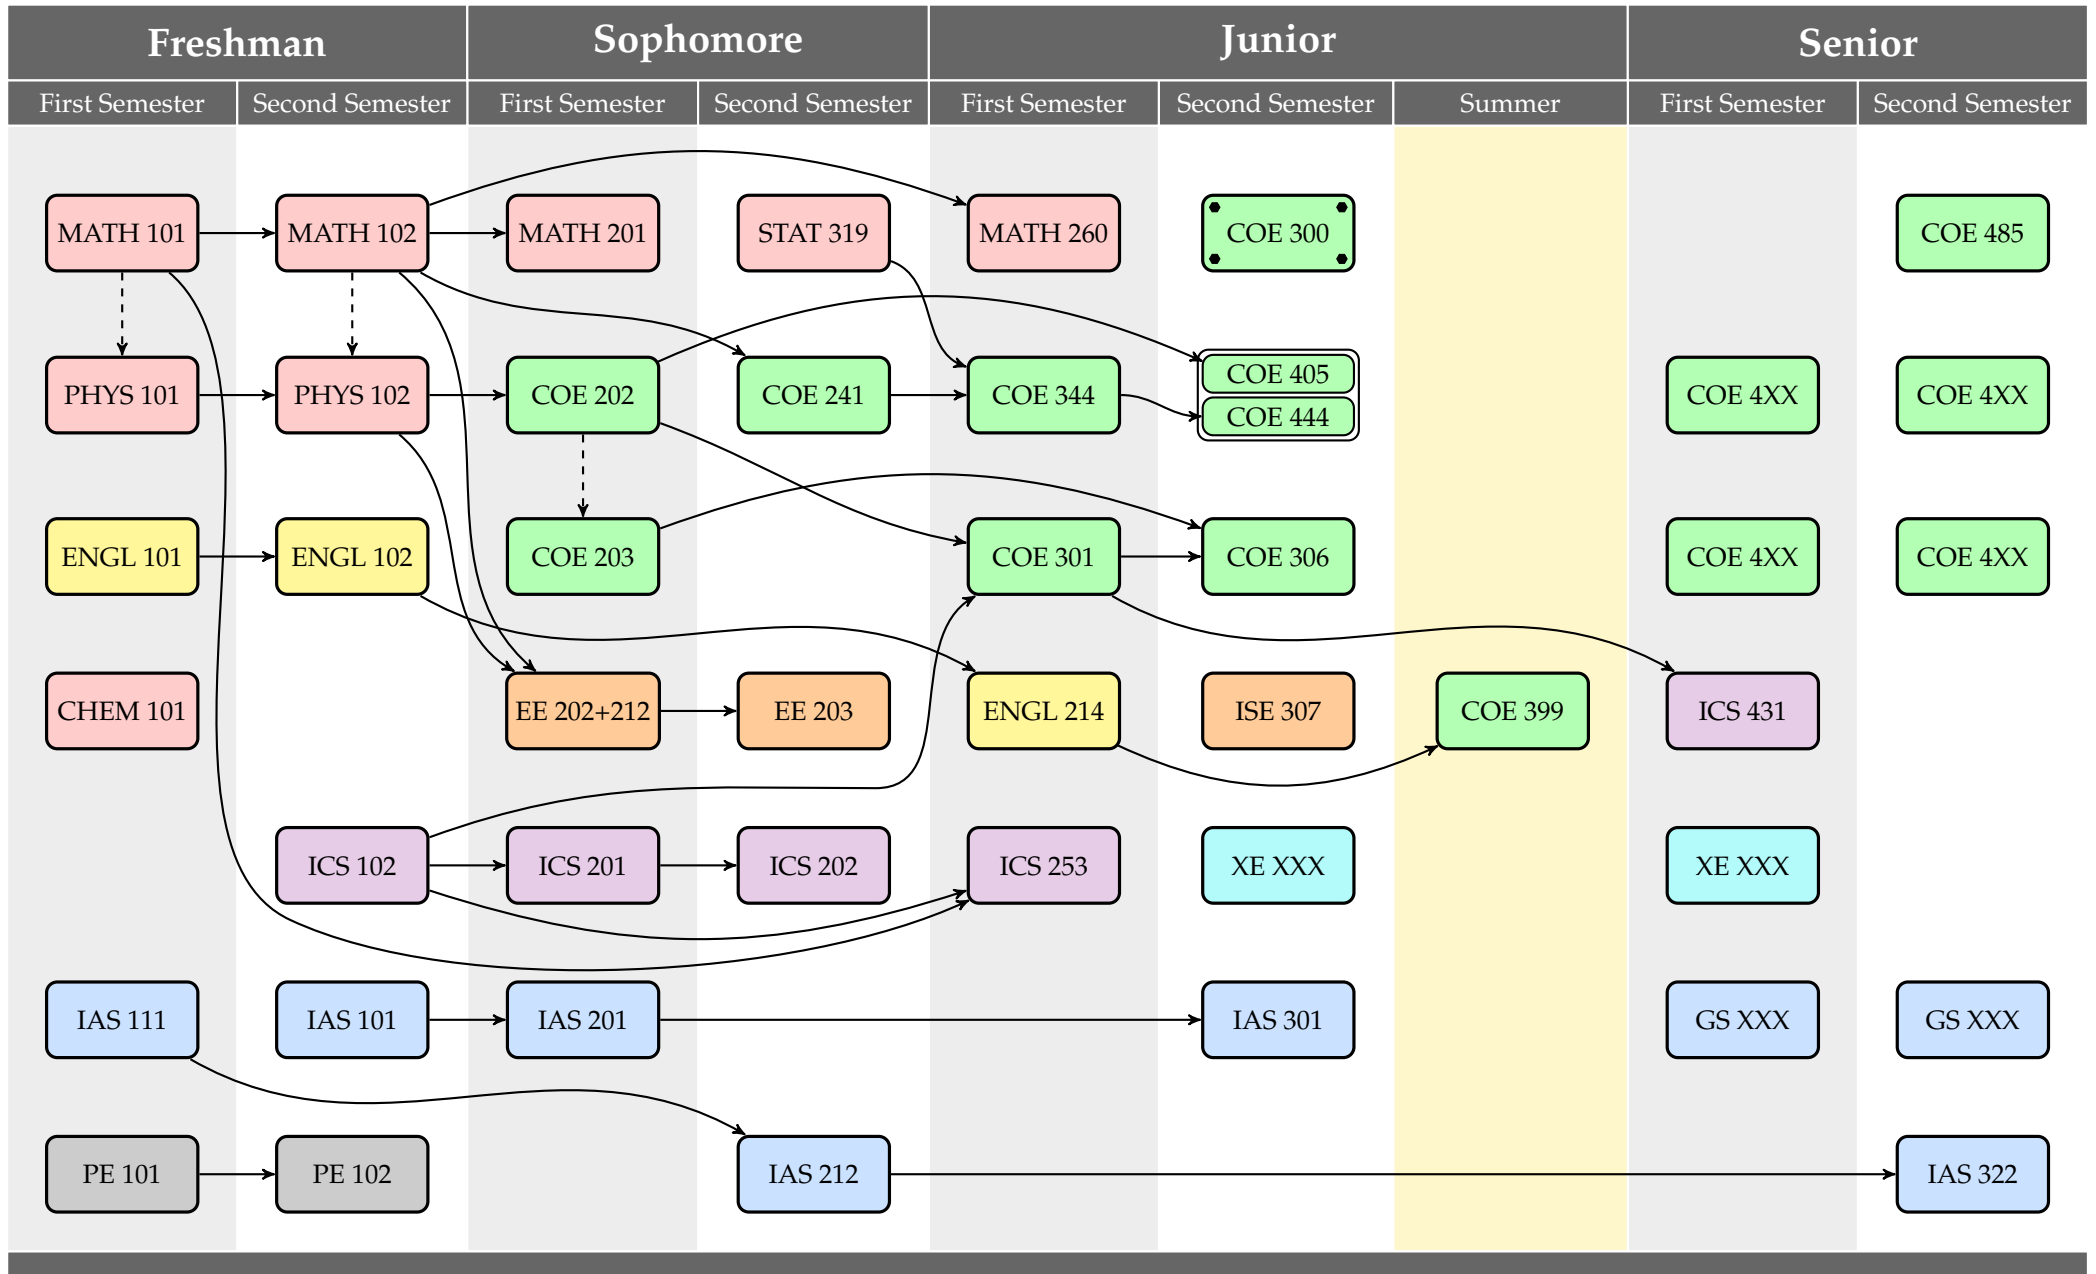 Freshman
Sophomore
Junior
Senior
First Semester
Second Semester
First Semester
Second Semester
First Semester
Second Semester
Summer
First Semester
Second Semester
MATH 101
MATH 102
MATH 201
STAT 319
MATH 260
COE 300
COE 485
PHYS 101
PHYS 102
COE 202
COE 241
COE 344
COE 405
COE 444
COE 4XX
COE 4XX
ENGL 101
ENGL 102
COE 203
COE 301
COE 306
COE 4XX
COE 4XX
CHEM 101
EE 202+212
EE 203
ENGL 214
ISE 307
COE 399
ICS 431
ICS 102
ICS 201
ICS 202
ICS 253
XE XXX
XE XXX
IAS 111
IAS 101
IAS 201
IAS 301
GS XXX
GS XXX
PE 101
PE 102
IAS 212
IAS 322